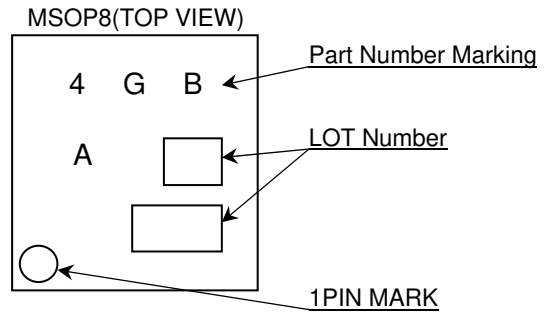 MSOP8(TOP VIEW)
Part Number Marking
4 G B
LOT Number
A
1PIN MARK